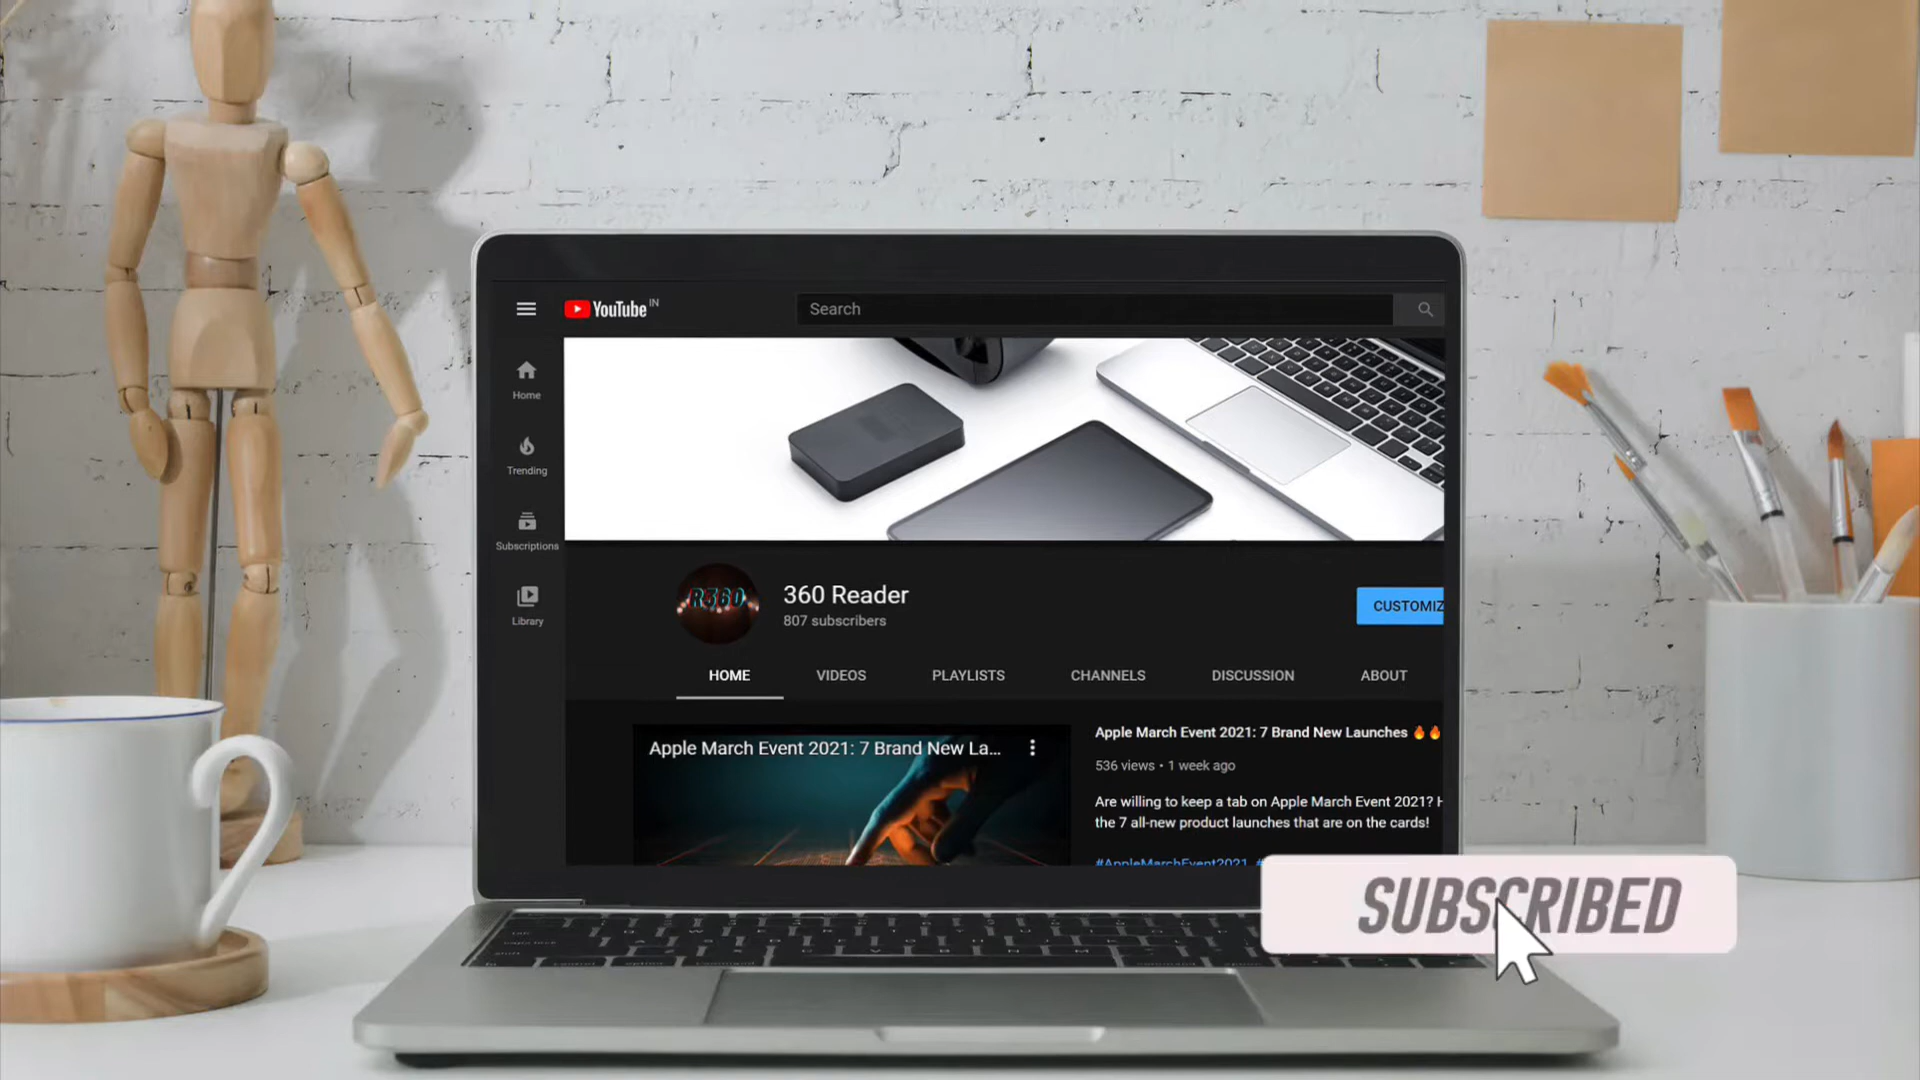 YouTube IN
Search
Home
Trending
Subscriptions
Library
R360
360 Reader
807 subscribers
CUSTOMIZ
HOME VIDEOS PLAYLISTS CHANNELS DISCUSSION ABOUT
Apple March Event 2021: 7 Brand New La...
Apple March Event 2021: 7 Brand New Launches 🔥🔥
536 views • 1 week ago
Are willing to keep a tab on Apple March Event 2021? H
the 7 all-new product launches that are on the cards!
#AppleMarchEvent2021 #
SUBSCRIBED